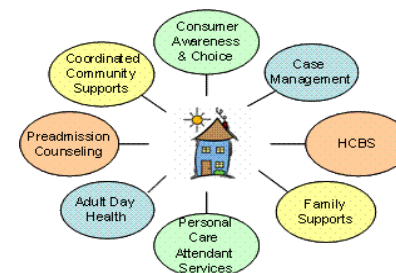 Consumer
Awareness
& Choice
Coordinated
Community
Supports
Case
Management
Preadmission
Counseling
HCBS
Adult Day
Health
Family
Supports
Personal
Care
Attendant
Services